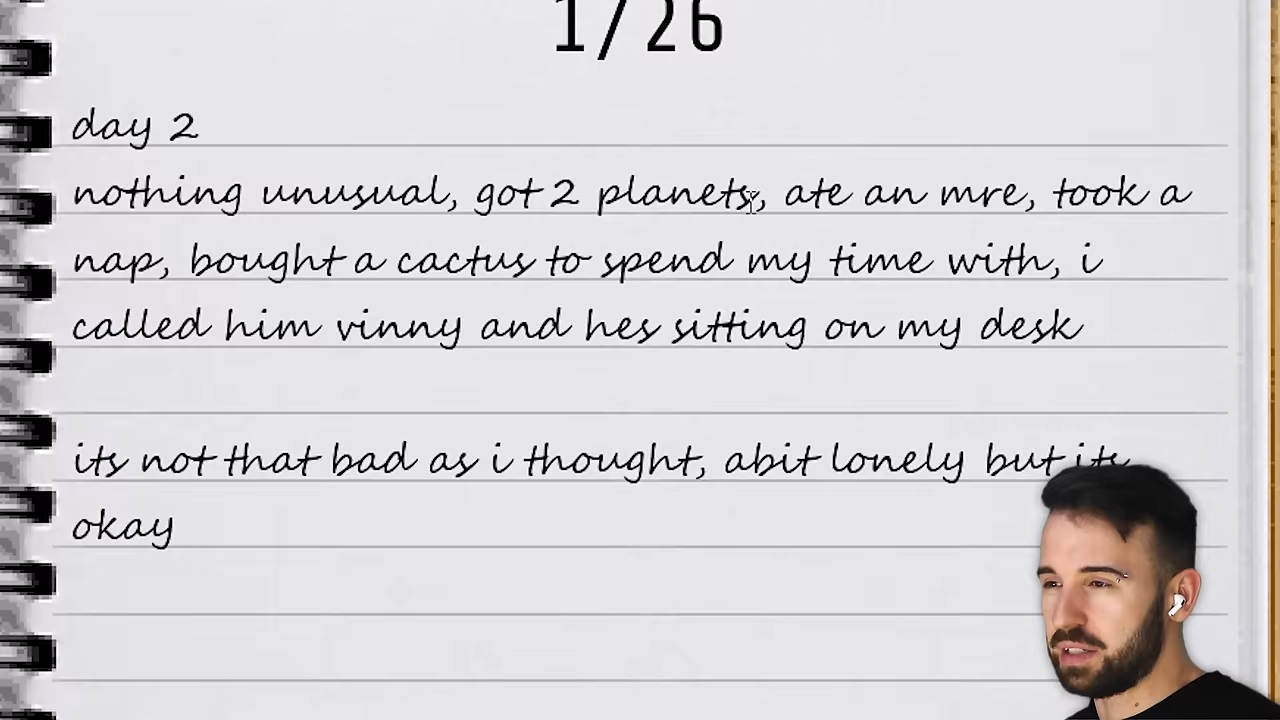 1/26
day 2
nothing unusual, got 2 planets, ate an mre, took a
nap, bought a cactus to spend my time with, i
called him vinny and hes sitting on my desk
its not that bad as i thought, abit lonely but its
okay